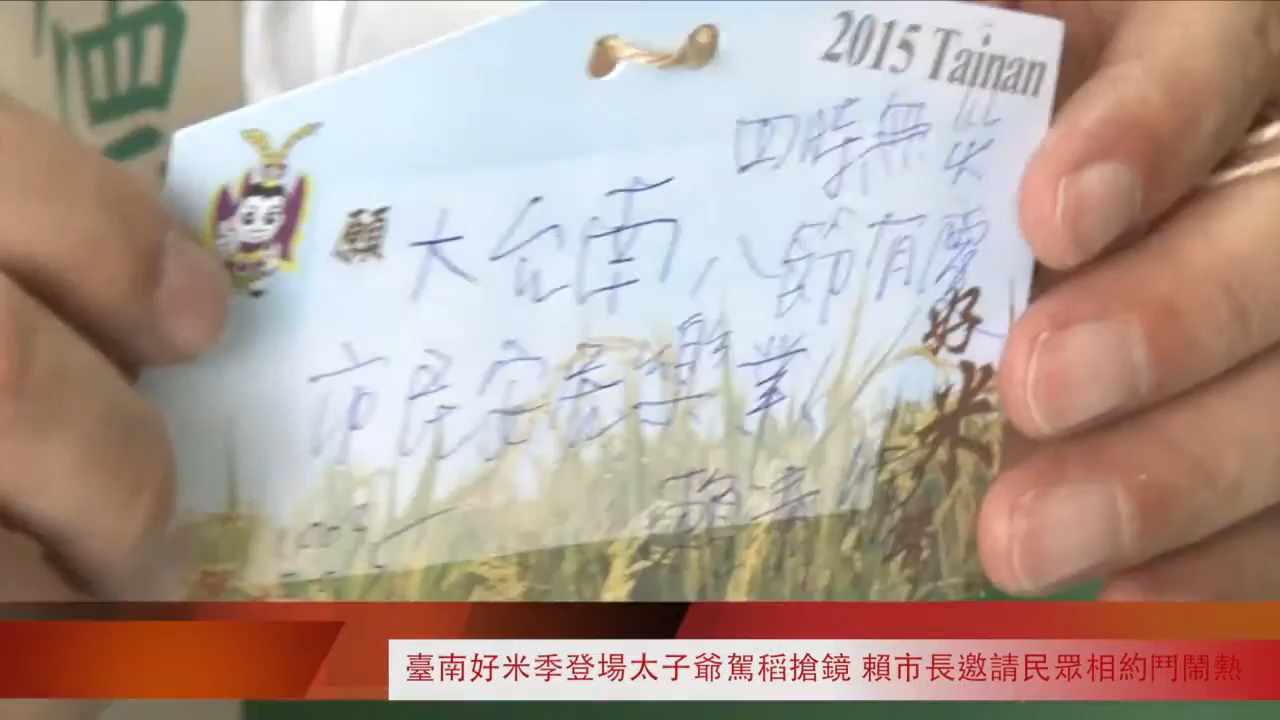 2015 Tainan
四時無災
願 大台南 八節有慶
市民安居樂業
賴清
好米
臺南好米季登場太子爺駕稻搶鏡 賴市長邀請民眾相約鬥鬧熱